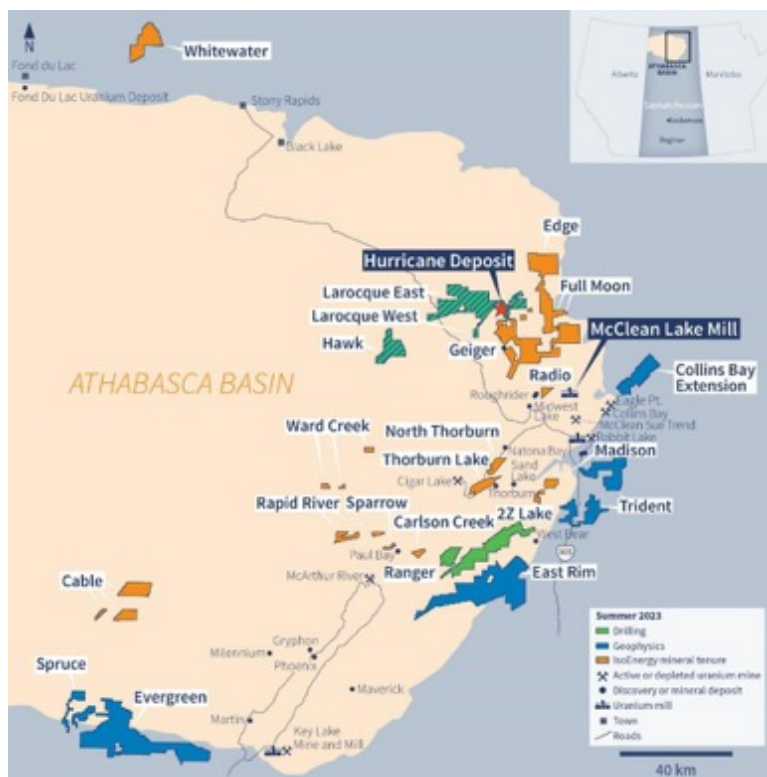 N
Whitewater
Fond du Lac
Fond Du Lac Uranium Deposit
Stony Rapids
Black Lake
Alberta
ATHABASCA
BASIN
Manitoba
Saskatchewan
Saskatoon
Regina
Edge
Hurricane Deposit
Larocque East
Full Moon
Larocque West
McClean Lake Mill
Hawk
Geiger
ATHABASCA BASIN
Radio
Collins Bay
Extension
Roughrider
Midwest
Lake
Eagle Pt.
Collins Bay
McClean Sue Trend
Rabbit Lake
Ward Creek
North Thorburn
Natona Bay
Madison
Thorburn Lake
Sand
Lake
Cigar Lake
Thorburn
Rapid River
Sparrow
2Z Lake
Trident
Carlson Creek
West Bear
Paul Bay
Ranger
McArthur River
East Rim
905
Cable
Gryphon
Millennium
Phoenix
Spruce
Evergreen
Maverick
Martin
Key Lake
Mine and Mill
Summer 2023
Drilling
Geophysics
IsoEnergy mineral tenure
Active or depleted uranium mine
Discovery or mineral deposit
Uranium mill
Town
Roads
40 km